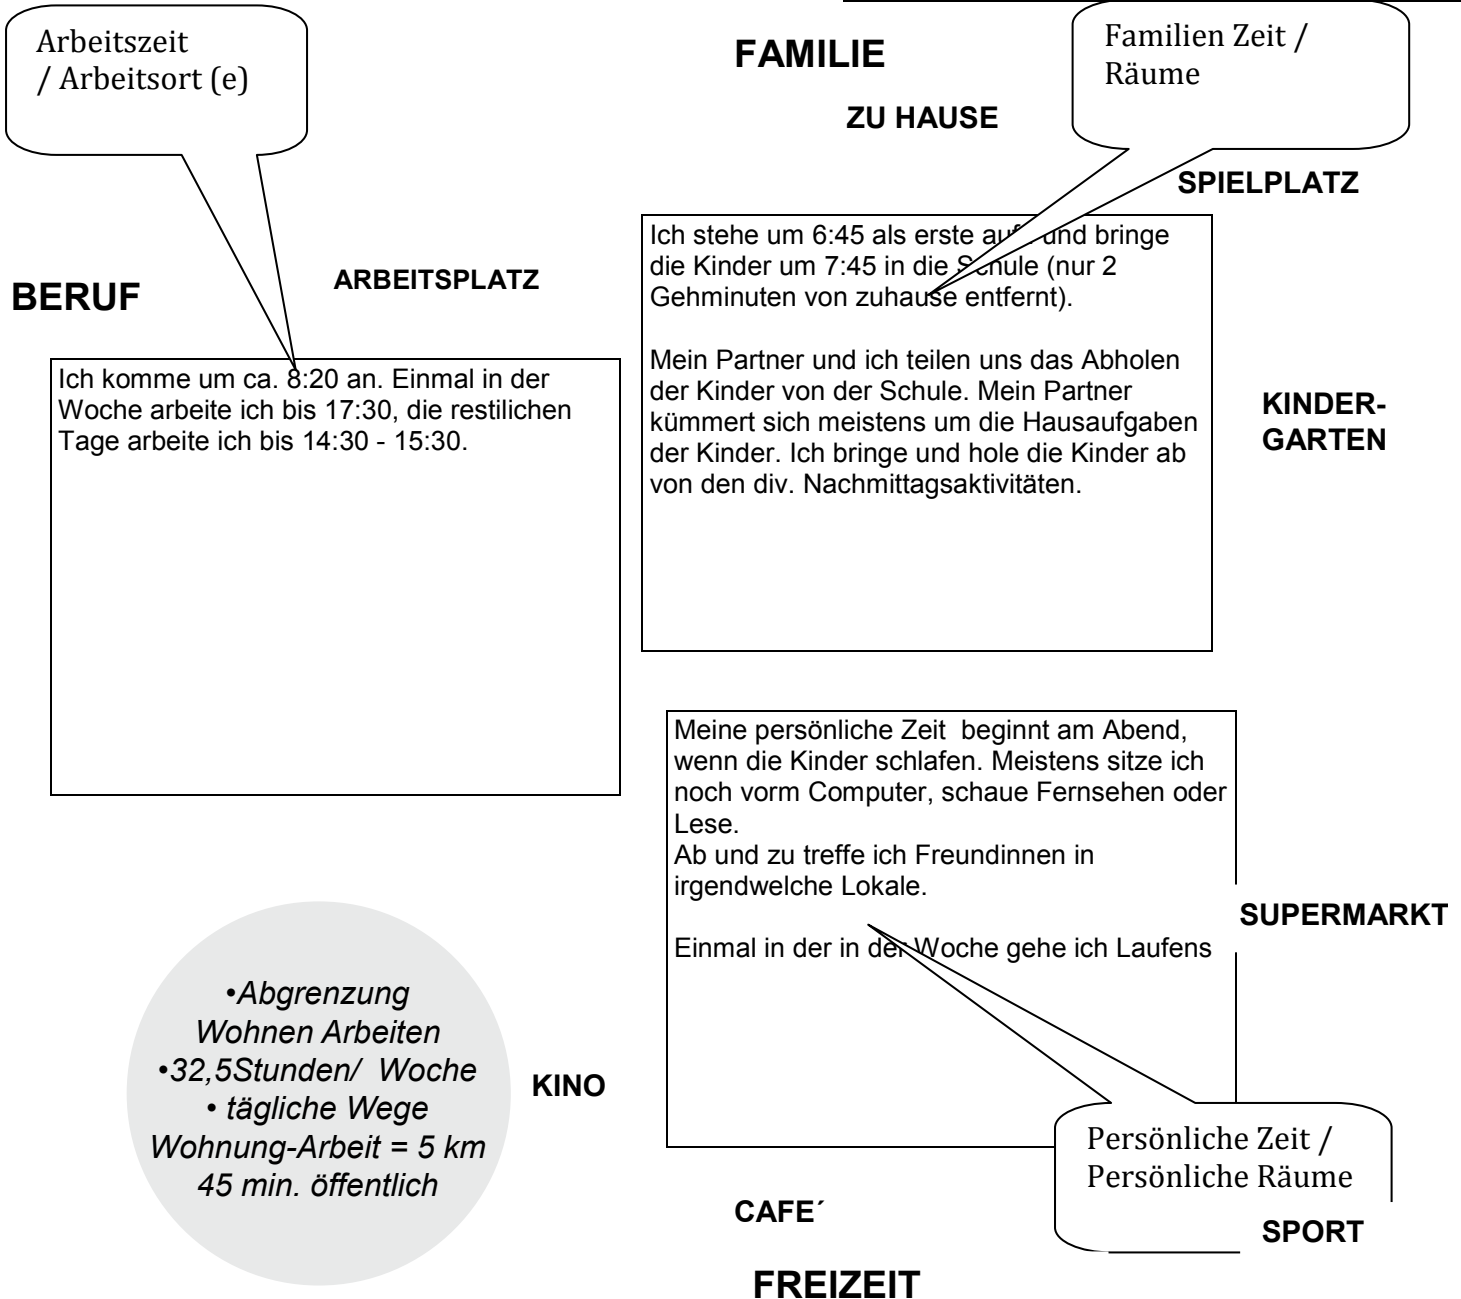 Arbeitszeit
/ Arbeitsort (e)
FAMILIE
Familien Zeit /
Räume
ZU HAUSE
SPIELPLATZ
BERUF
ARBEITSPLATZ
Ich stehe um 6:45 als erste auf. und bringe
die Kinder um 7:45 in die Schule (nur 2
Gehminuten von zuhause entfernt).
Mein Partner und ich teilen uns das Abholen
der Kinder von der Schule. Mein Partner
kümmert sich meistens um die Hausaufgaben
der Kinder. Ich bringe und hole die Kinder ab
von den div. Nachmittagsaktivitäten.
Ich komme um ca. 8:20 an. Einmal in der
Woche arbeite ich bis 17:30, die restilichen
Tage arbeite ich bis 14:30 - 15:30.
KINDER-
GARTEN
Meine persönliche Zeit  beginnt am Abend,
wenn die Kinder schlafen. Meistens sitze ich
noch vorm Computer, schaue Fernsehen oder
Lese.
Ab und zu treffe ich Freundinnen in
irgendwelche Lokale.
Einmal in der in der Woche gehe ich Laufens
SUPERMARKT
•Abgrenzung
Wohnen Arbeiten
•32,5Stunden/  Woche
• tägliche Wege
Wohnung-Arbeit = 5 km
45 min. öffentlich
KINO
Persönliche Zeit /
Persönliche Räume
CAFE´
SPORT
FREIZEIT